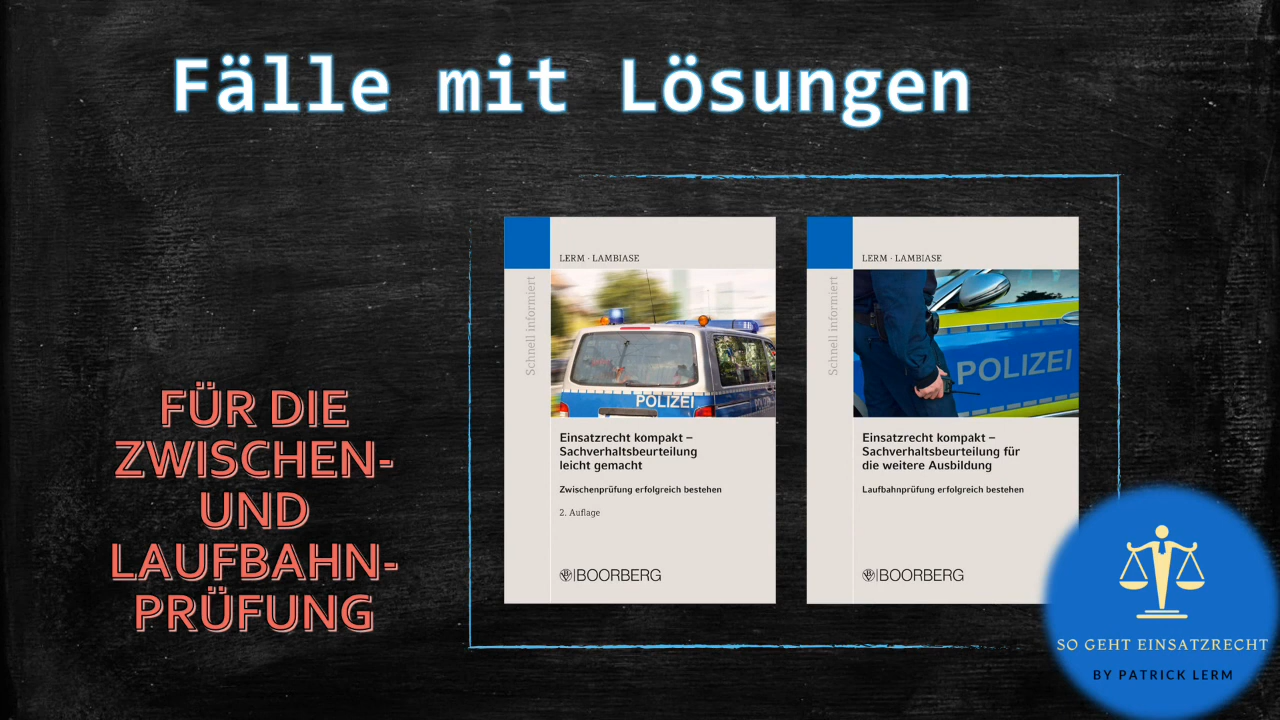 Fälle mit Lösungen
FÜR DIE
ZWISCHEN-
UND
LAUFBAHN-
PRÜFUNG
LERM · LAMBIASE
Schnell informiert
POLIZEI
Einsatzrecht kompakt –
Sachverhaltsbeurteilung
leicht gemacht
Zwischenprüfung erfolgreich bestehen
2. Auflage
BOORBERG
LERM · LAMBIASE
Schnell informiert
POLIZEI
Einsatzrecht kompakt –
Sachverhaltsbeurteilung für
die weitere Ausbildung
Laufbahnprüfung erfolgreich bestehen
BOORBERG
SO GEHT EINSATZRECHT
BY PATRICK LERM